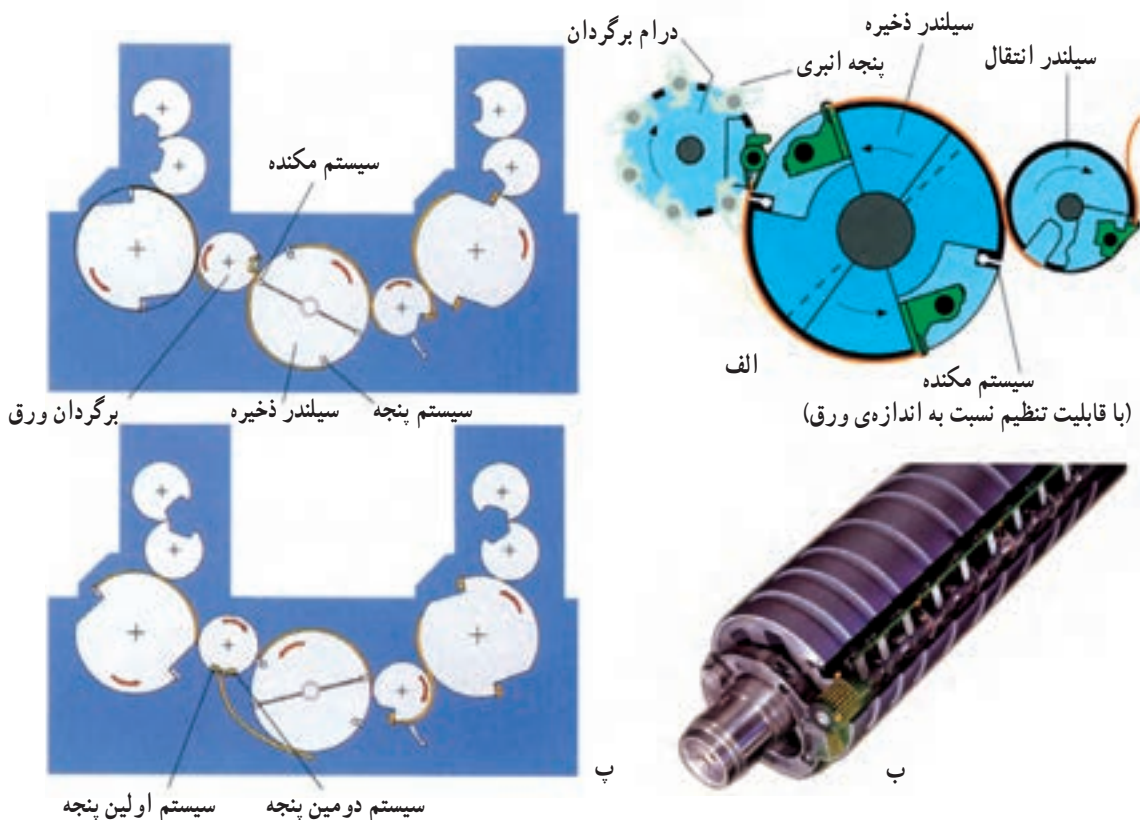 سیلندر ذخیره
درام برگردان
پنجه انبری
سیلندر انتقال
الف
سیستم مکنده
(با قابلیت تنظیم نسبت به اندازه‌ی ورق)
سیستم مکنده
برگردان ورق
سیلندر ذخیره
سیستم پنجه
ب
پ
سیستم دومین پنجه
سیستم اولین پنجه